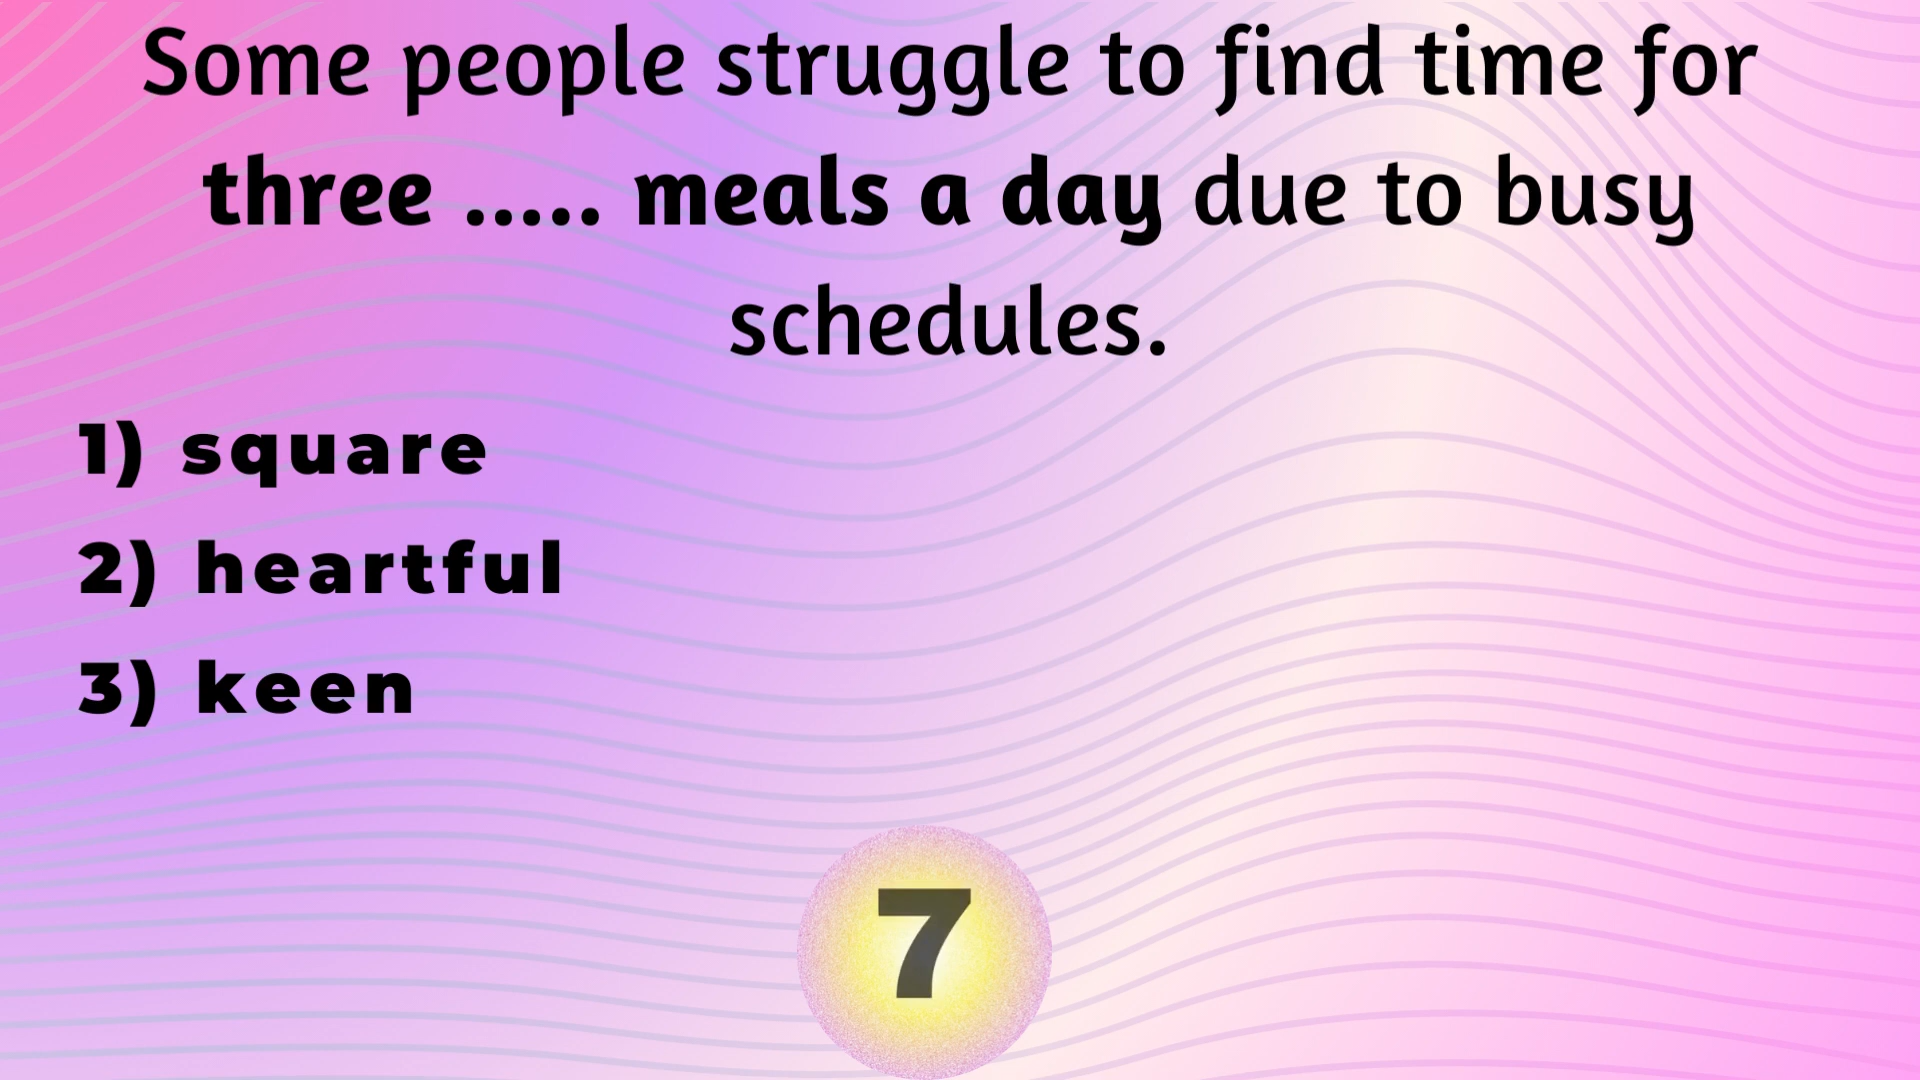 Some people struggle to find time for
three ..... meals a day due to busy
schedules.
1) square
2) heartful
3) keen
7